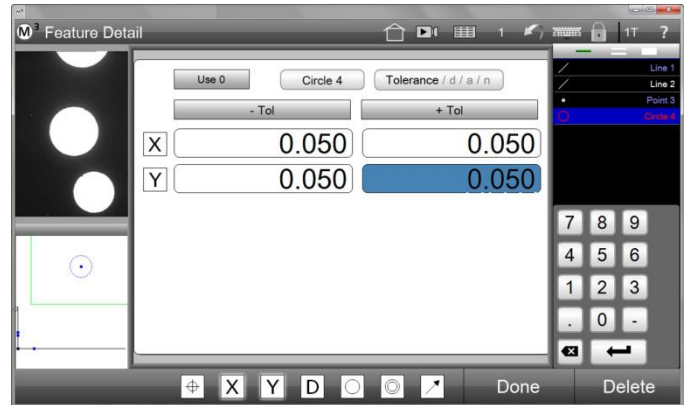 M3 Feature Detail
1
1T
?
Use 0
Circle 4
Tolerance / d / a / n
- Tol
+ Tol
X
0.050
0.050
Y
0.050
0.050
Line 1
Line 2
Point 3
Circle 4
7 8 9
4 5 6
1 2 3
. 0 -
X Y D
Done
Delete